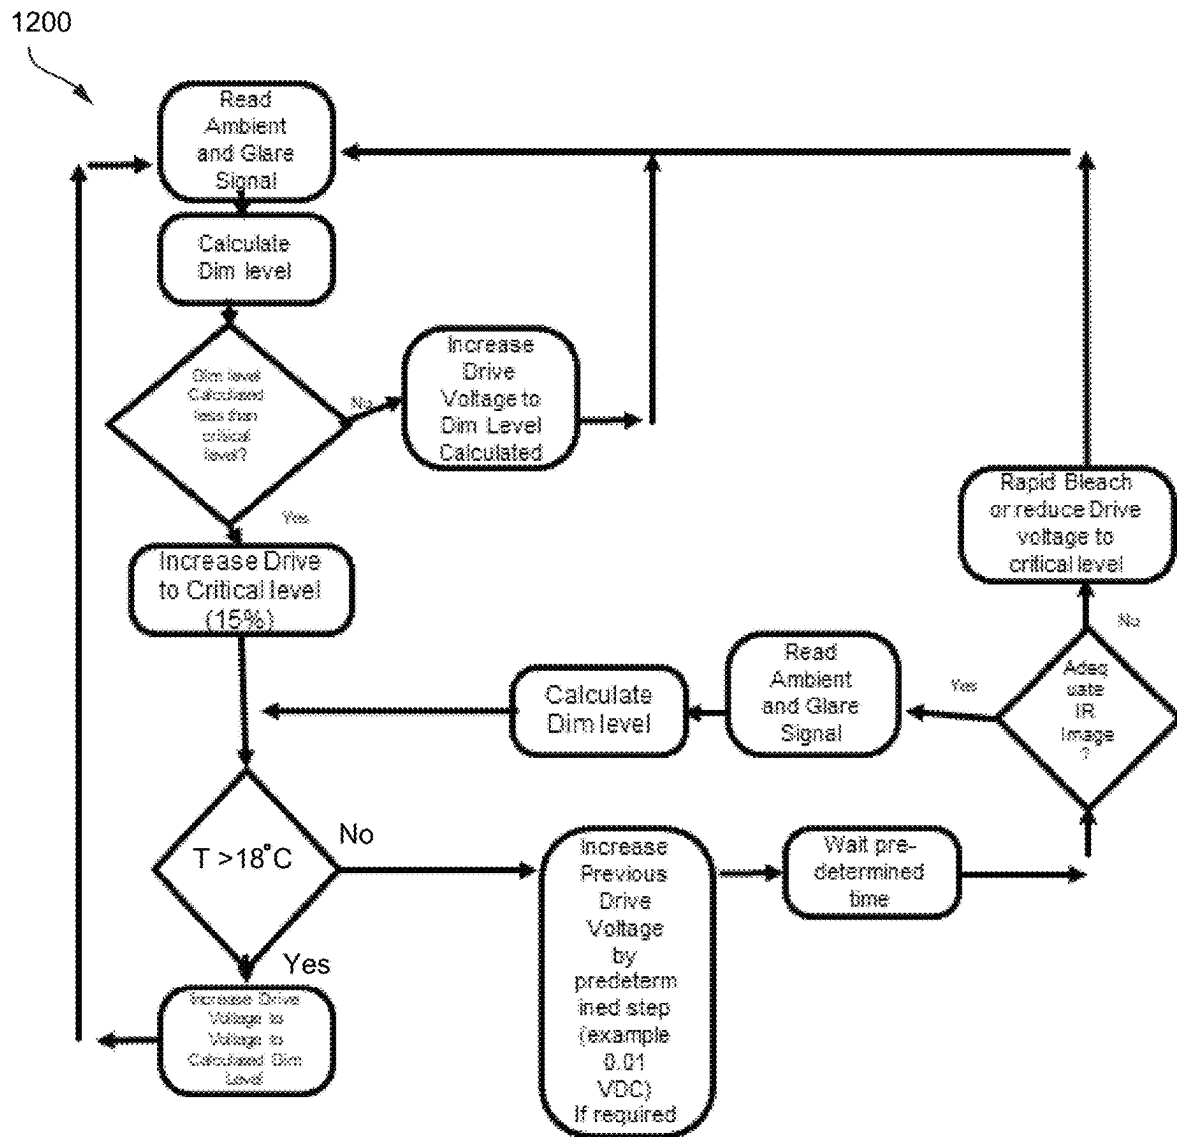 1200
Read
Ambient
and Glare
Signal
Calculate
Dim level
Dim level
Calculated
less than
critical
level?
No
Increase
Drive
Voltage to
Dim Level
Calculated
Yes
Increase Drive
to Critical level
(15%)
Rapid Bleach
or reduce Drive
voltage to
critical level
No
Adeq
uate
IR
Image
?
Yes
Read
Ambient
and Glare
Signal
Calculate
Dim level
T >18°C
No
Increase
Previous
Drive
Voltage
by
predeterm
ined step
(example
0.01
VDC)
If required
Wait pre-
determined
time
Yes
Increase Drive
Voltage to
Voltage to
Calculated Dim
Level